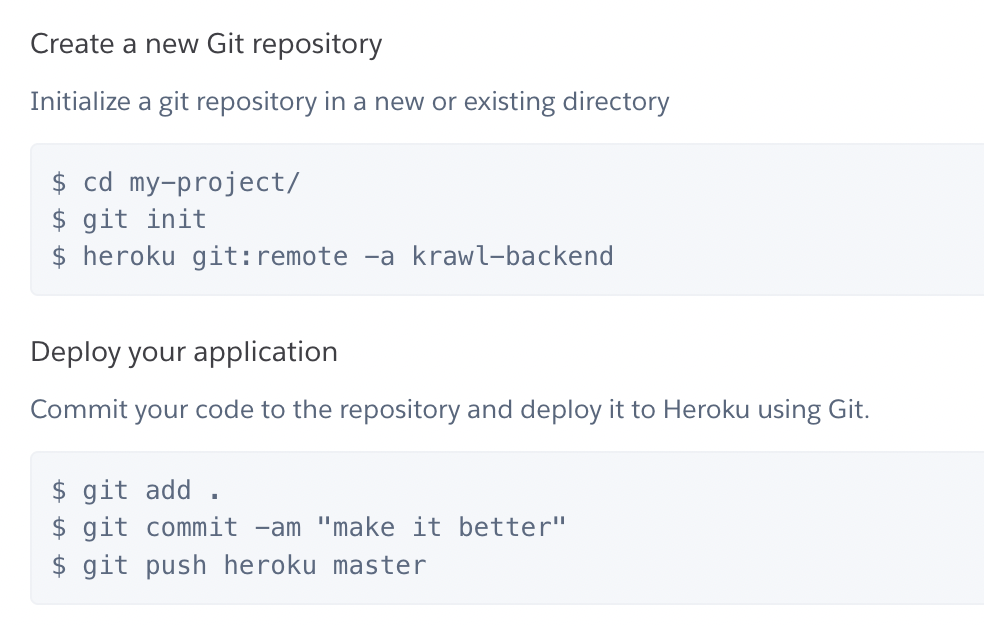 Create a new Git repository
Initialize a git repository in a new or existing directory
$ cd my-project/
$ git init
$ heroku git:remote -a krawl-backend
Deploy your application
Commit your code to the repository and deploy it to Heroku using Git.
$ git add .
$ git commit -am "make it better"
$ git push heroku master